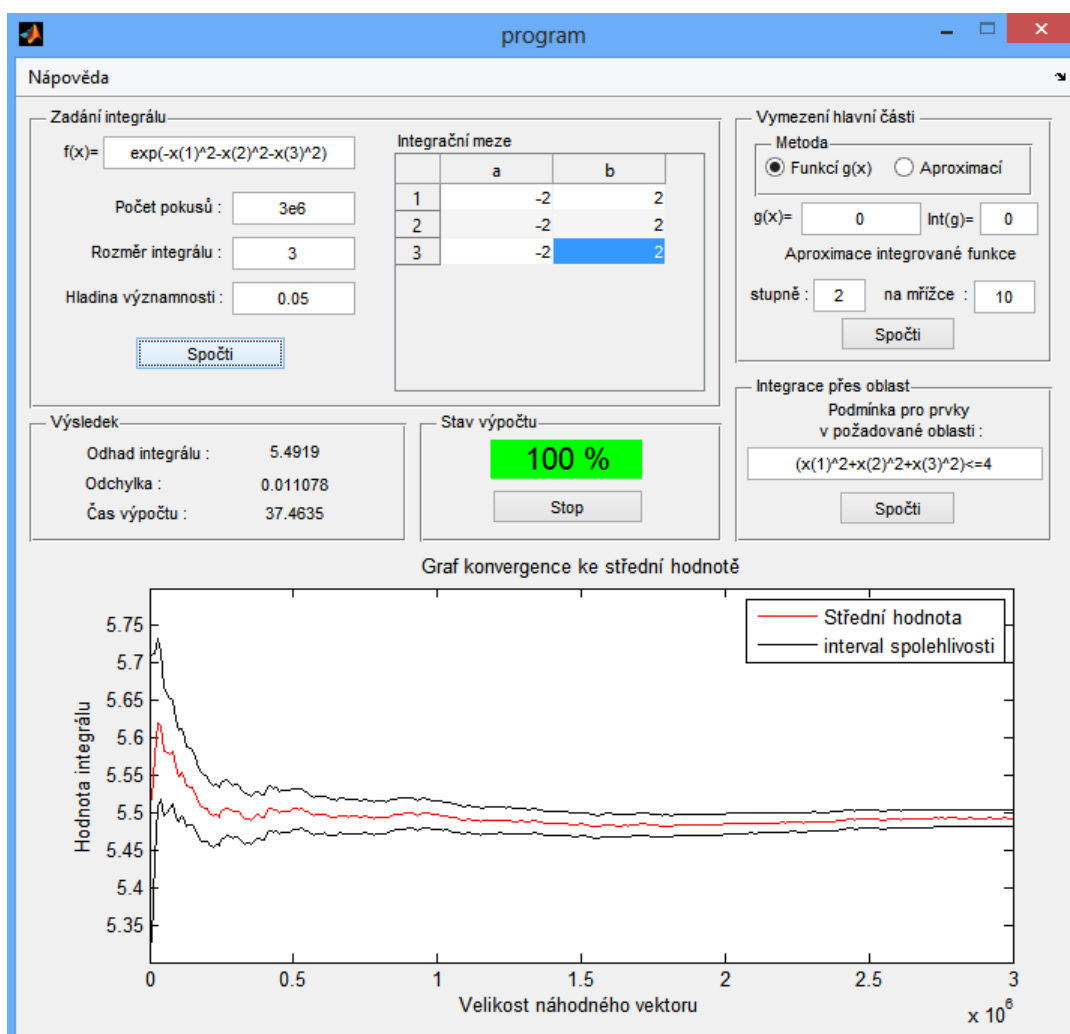 program
Nápověda
Zadání integrálu
f(x)= exp(-x(1)^2-x(2)^2-x(3)^2)
Počet pokusů : 3e6
Rozměr integrálu : 3
Hladina významnosti : 0.05
Spočti
Integrační meze
a b
1 -2 2
2 -2 2
3 -2 2
Vymezení hlavní části
Metoda
Funkcí g(x) Aproximací
g(x)= 0 Int(g)= 0
Aproximace integrované funkce
stupně : 2 na mřížce : 10
Spočti
Výsledek
Odhad integrálu : 5.4919
Odchylka : 0.011078
Čas výpočtu : 37.4635
Stav výpočtu
100 %
Stop
Integrace přes oblast
Podmínka pro prvky
v požadované oblasti :
(x(1)^2+x(2)^2+x(3)^2)<=4
Spočti
Graf konvergence ke střední hodnotě
Střední hodnota
interval spolehlivosti
Hodnota integrálu
5.75
5.7
5.65
5.6
5.55
5.5
5.45
5.4
5.35
0 0.5 1 1.5 2 2.5 3
Velikost náhodného vektoru
x 10^6